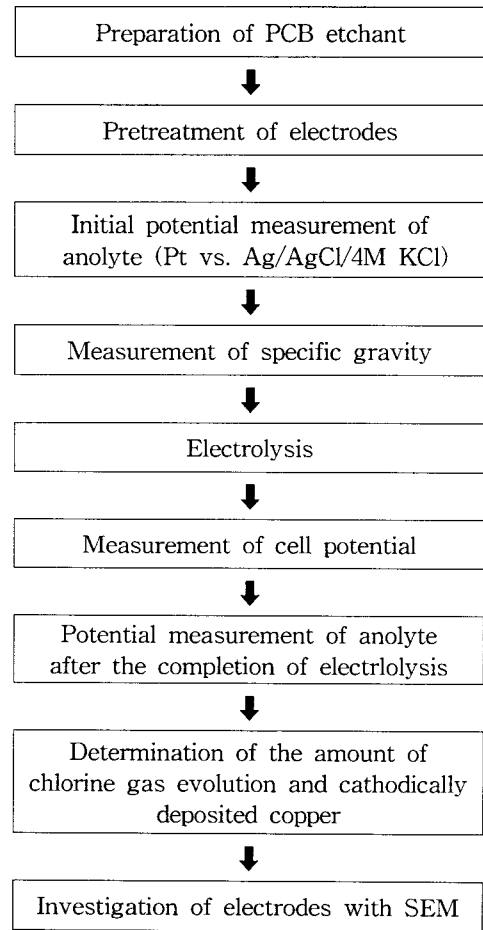 Preparation of PCB etchant
Pretreatment of electrodes
Initial potential measurement of
anolyte (Pt vs. Ag/AgCl/4M KCl)
Measurement of specific gravity
Electrolysis
Measurement of cell potential
Potential measurement of anolyte
after the completion of electrlolysis
Determination of the amount of
chlorine gas evolution and cathodically
deposited copper
Investigation of electrodes with SEM